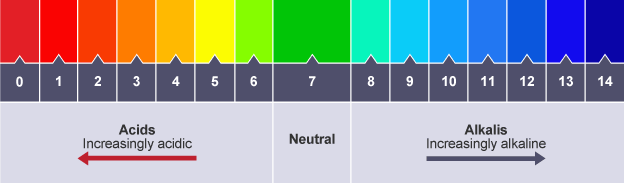 0 1 2 3 4 5 6 7 8 9 10 11 12 13 14
Acids
Increasingly acidic
Neutral
Alkalis
Increasingly alkaline